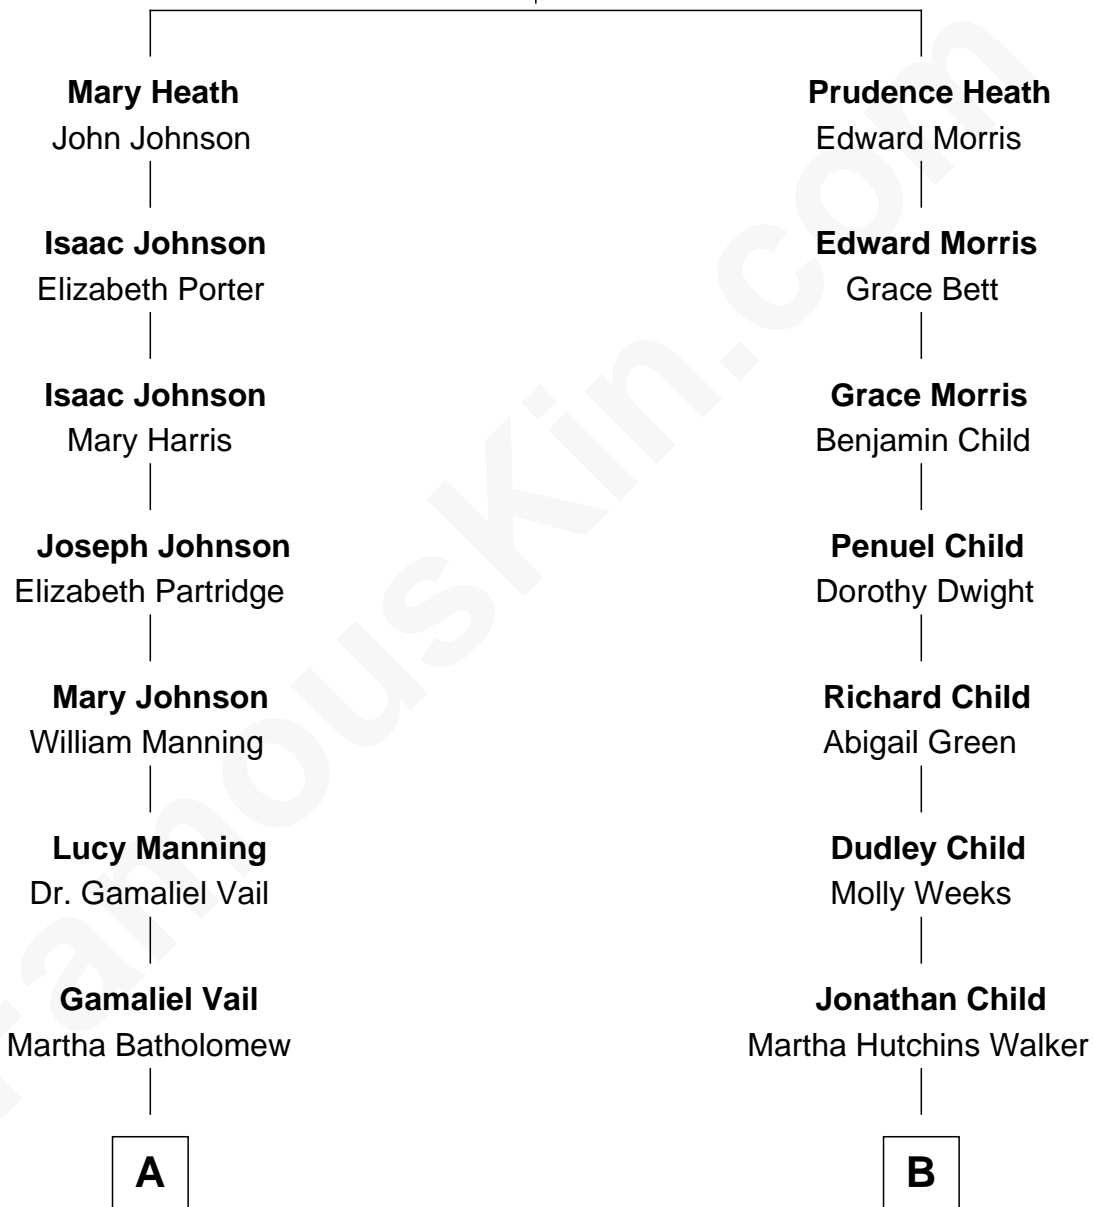 Mary Heath
John Johnson
Prudence Heath
Edward Morris
Isaac Johnson
Elizabeth Porter
Edward Morris
Grace Bett
Isaac Johnson
Mary Harris
Grace Morris
Benjamin Child
Joseph Johnson
Elizabeth Partridge
Penuel Child
Dorothy Dwight
Mary Johnson
William Manning
Richard Child
Abigail Green
Lucy Manning
Dr. Gamaliel Vail
Dudley Child
Molly Weeks
Gamaliel Vail
Martha Batholomew
Jonathan Child
Martha Hutchins Walker
A
B
FamousKin.com